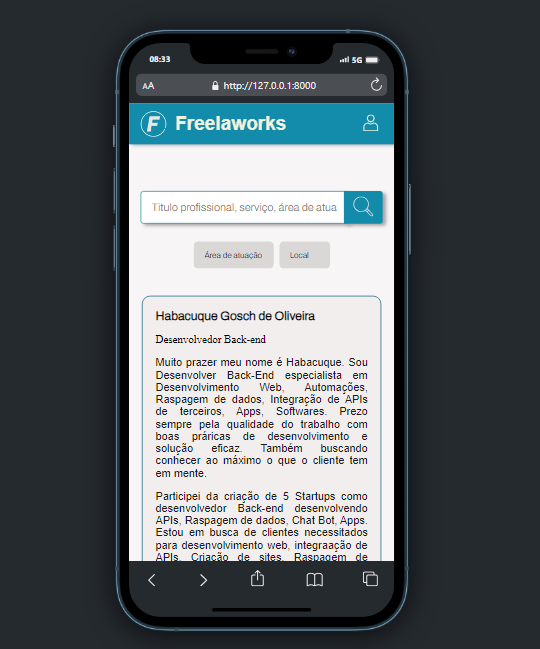 08:33
5G
AA
http://127.0.0.1:8000
F Freelaworks
Titulo profissional, serviço, área de atua
Área de atuação
Local
Habacuque Gosch de Oliveira
Desenvolvedor Back-end
Muito prazer meu nome é Habacuque. Sou
Desenvolver Back-End especialista em
Desenvolvimento Web, Automações,
Raspagem de dados, Integração de APIs
de terceiros, Apps, Softwares. Prezo
sempre pela qualidade do trabalho com
boas práricas de desenvolvimento e
solução eficaz. Também buscando
conhecer ao máximo o que o cliente tem
em mente.
Participei da criação de 5 Startups como
desenvolvedor Back-end desenvolvendo
APIs, Raspagem de dados, Chat Bot, Apps.
Estou em busca de clientes necessitados
para desenvolvimento web, integraação de
APIs, Criação de sites, Raspagem de